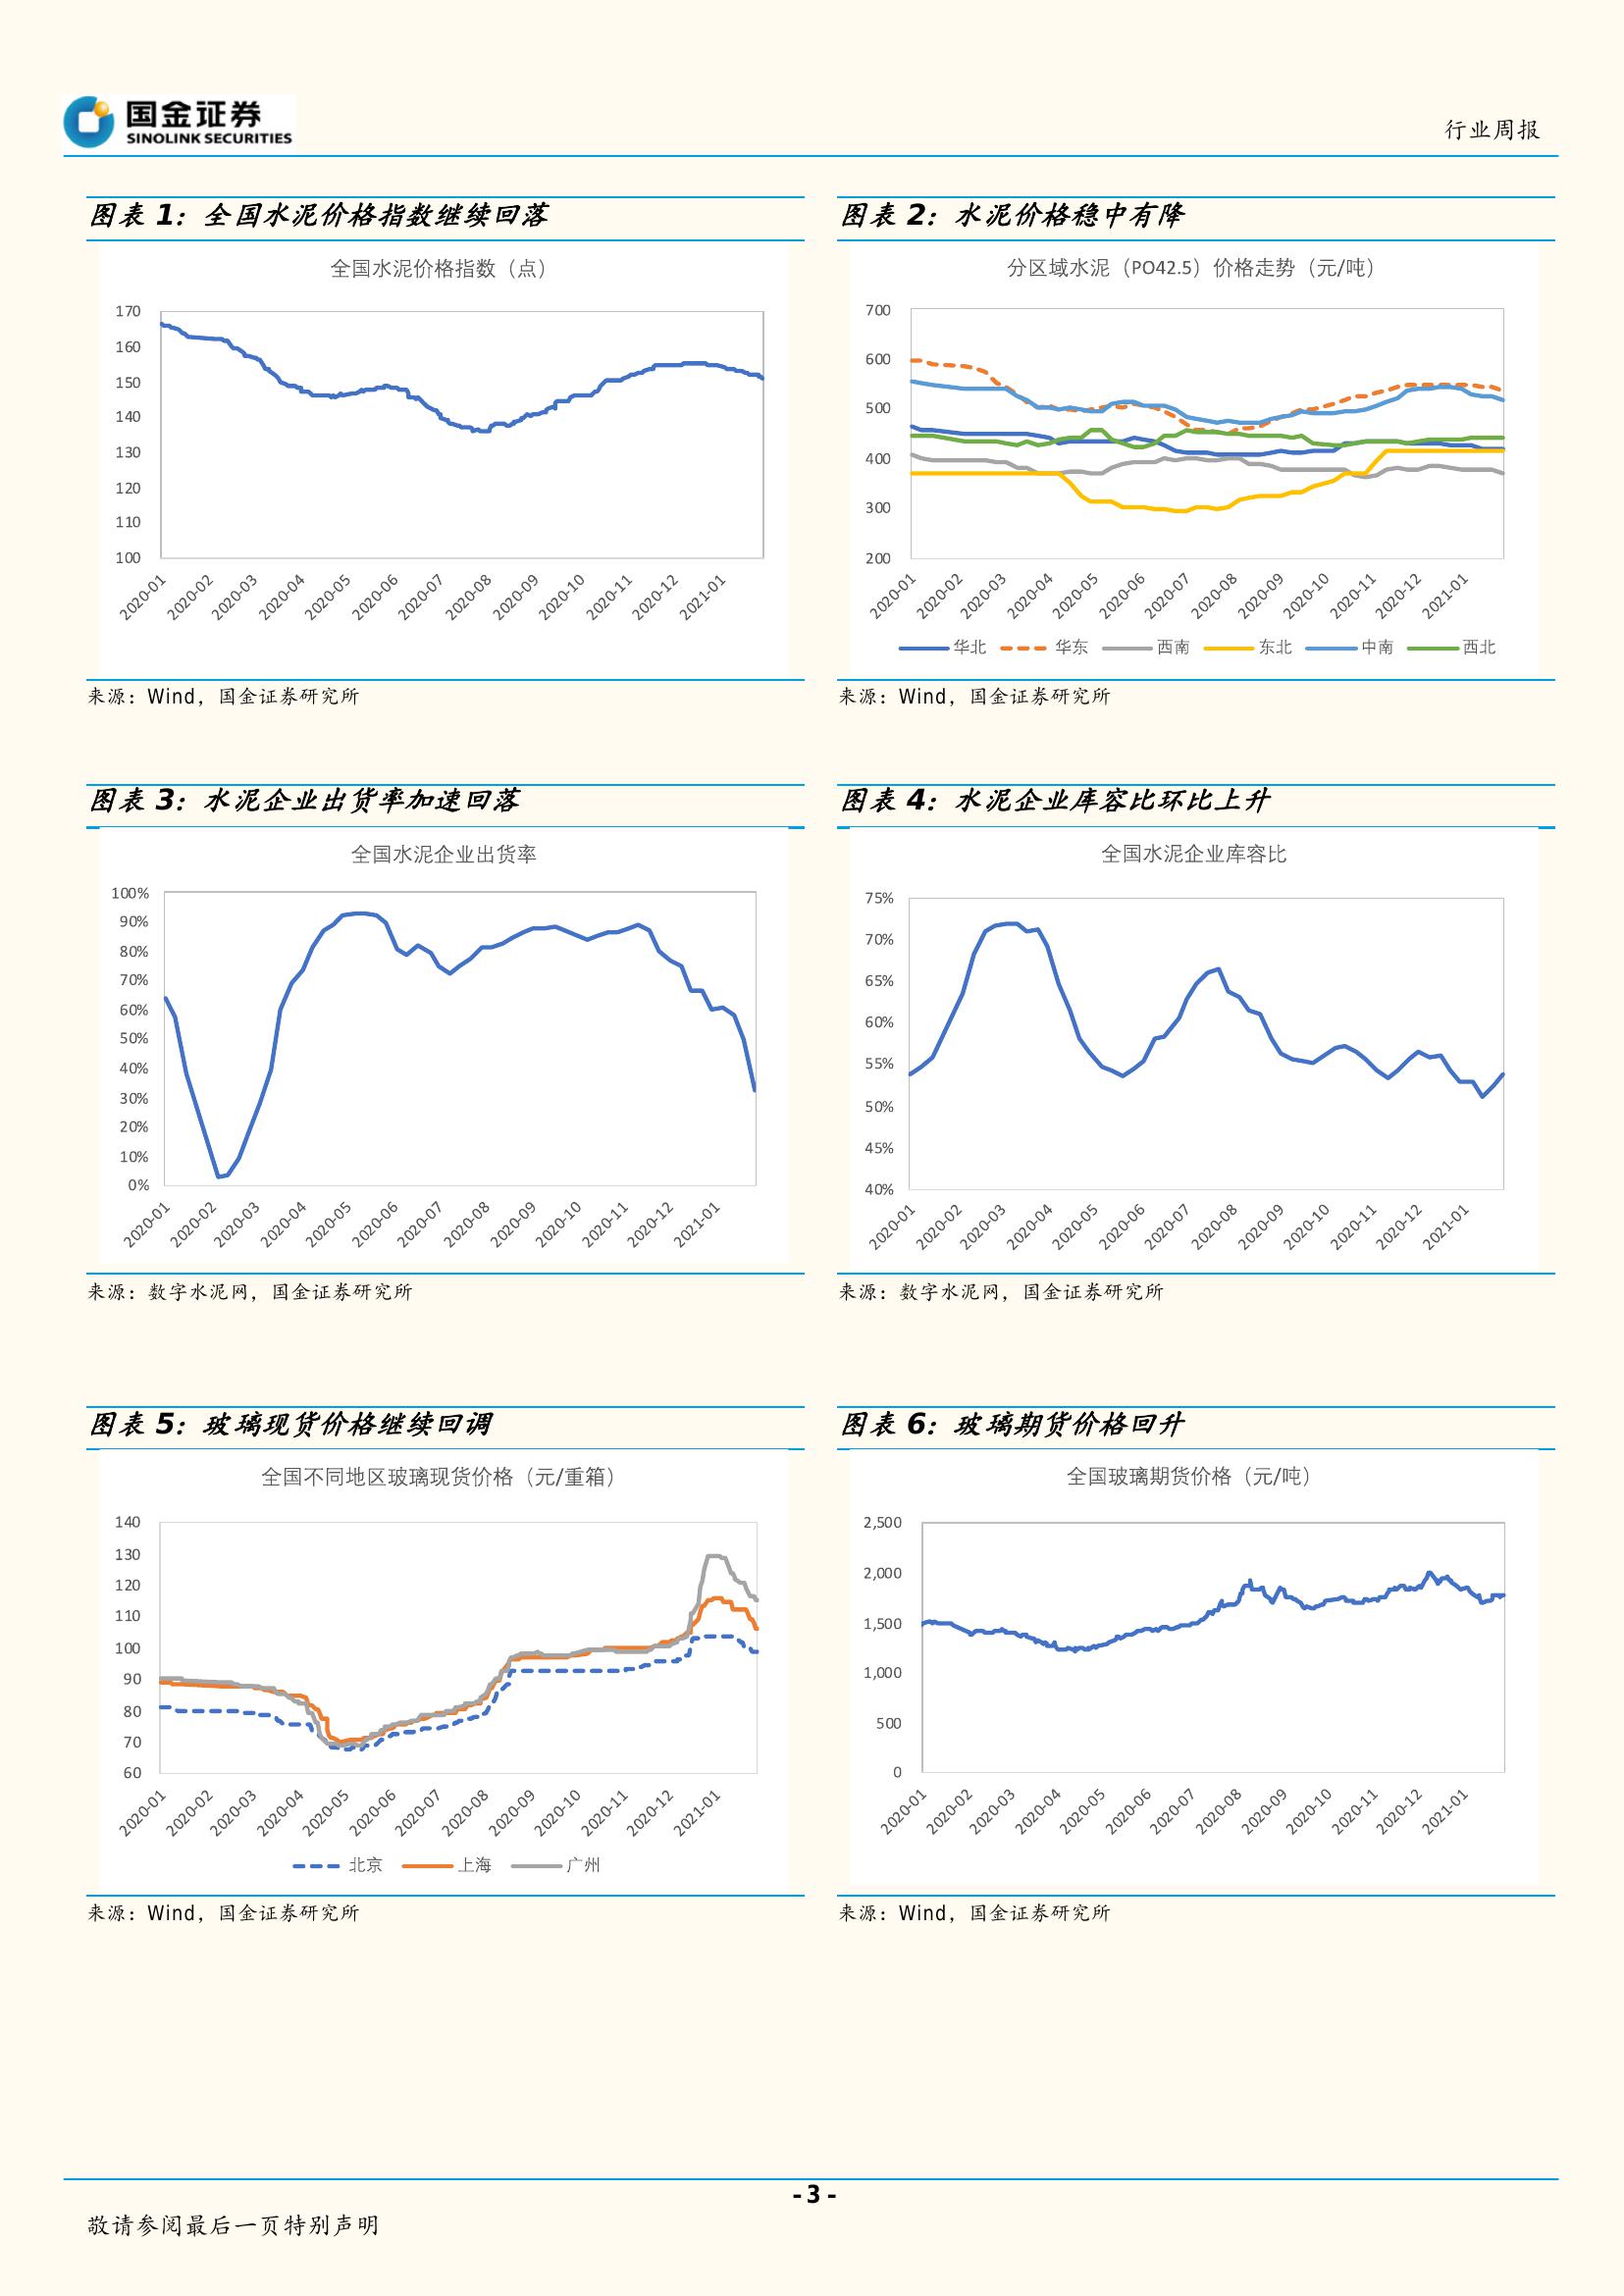 国金证券
SINOLINK SECURITIES
行业周报
图表 1：全国水泥价格指数继续回落
全国水泥价格指数（点）
170
160
150
140
130
120
110
100
2020-01 2020-02 2020-03 2020-04 2020-05 2020-06 2020-07 2020-08 2020-09 2020-10 2020-11 2020-12 2021-01
来源：Wind，国金证券研究所
图表 2：水泥价格稳中有降
分区域水泥（PO42.5）价格走势（元/吨）
700
600
500
400
300
200
2020-01 2020-02 2020-03 2020-04 2020-05 2020-06 2020-07 2020-08 2020-09 2020-10 2020-11 2020-12 2021-01
华北 华东 西南 东北 中南 西北
来源：Wind，国金证券研究所
图表 3：水泥企业出货率加速回落
全国水泥企业出货率
100%
90%
80%
70%
60%
50%
40%
30%
20%
10%
0%
2020-01 2020-02 2020-03 2020-04 2020-05 2020-06 2020-07 2020-08 2020-09 2020-10 2020-11 2020-12 2021-01
来源：数字水泥网，国金证券研究所
图表 4：水泥企业库容比环比上升
全国水泥企业库容比
75%
70%
65%
60%
55%
50%
45%
40%
2020-01 2020-02 2020-03 2020-04 2020-05 2020-06 2020-07 2020-08 2020-09 2020-10 2020-11 2020-12 2021-01
来源：数字水泥网，国金证券研究所
图表 5：玻璃现货价格继续回调
全国不同地区玻璃现货价格（元/重箱）
140
130
120
110
100
90
80
70
60
2020-01 2020-02 2020-03 2020-04 2020-05 2020-06 2020-07 2020-08 2020-09 2020-10 2020-11 2020-12 2021-01
北京 上海 广州
来源：Wind，国金证券研究所
图表 6：玻璃期货价格回升
全国玻璃期货价格（元/吨）
2,500
2,000
1,500
1,000
500
0
2020-01 2020-02 2020-03 2020-04 2020-05 2020-06 2020-07 2020-08 2020-09 2020-10 2020-11 2020-12 2021-01
来源：Wind，国金证券研究所
- 3 -
敬请参阅最后一页特别声明